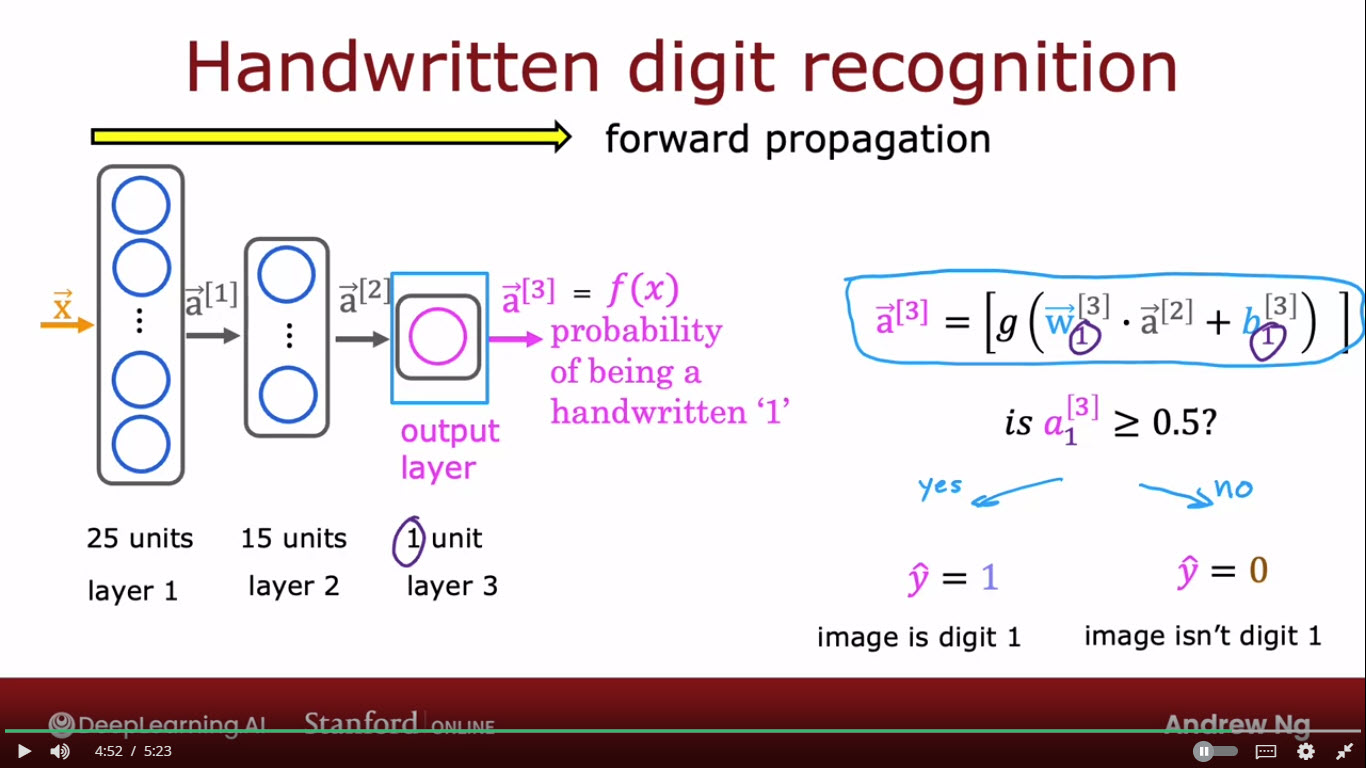 Handwritten digit recognition
forward propagation
x⃗
a⃗[1]
a⃗[2]
a⃗[3] = f(x)
probability
of being a
handwritten ‘1’
output
layer
25 units 15 units 1 unit
layer 1 layer 2 layer 3
a⃗[3] = [g(w⃗1[3] · a⃗[2] + b1[3])]
is a1[3] ≥ 0.5?
yes no
ŷ = 1 ŷ = 0
image is digit 1 image isn’t digit 1
DeepLearning.AI Stanford ONLINE Andrew Ng
4:52 / 5:23